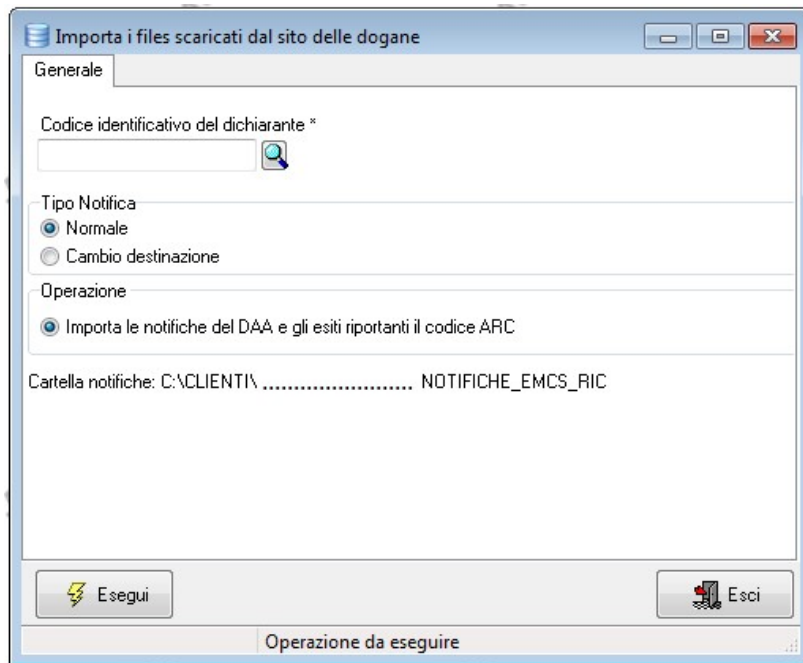 Importa i files scaricati dal sito delle dogane
Generale
Codice identificativo del dichiarante *
Tipo Notifica
Normale
Cambio destinazione
Operazione
Importa le notifiche del DAA e gli esiti riportanti il codice ARC
Cartella notifiche: C:\CLIENTI\ ........................ NOTIFICHE_EMCS_RIC
Esegui
Esci
Operazione da eseguire